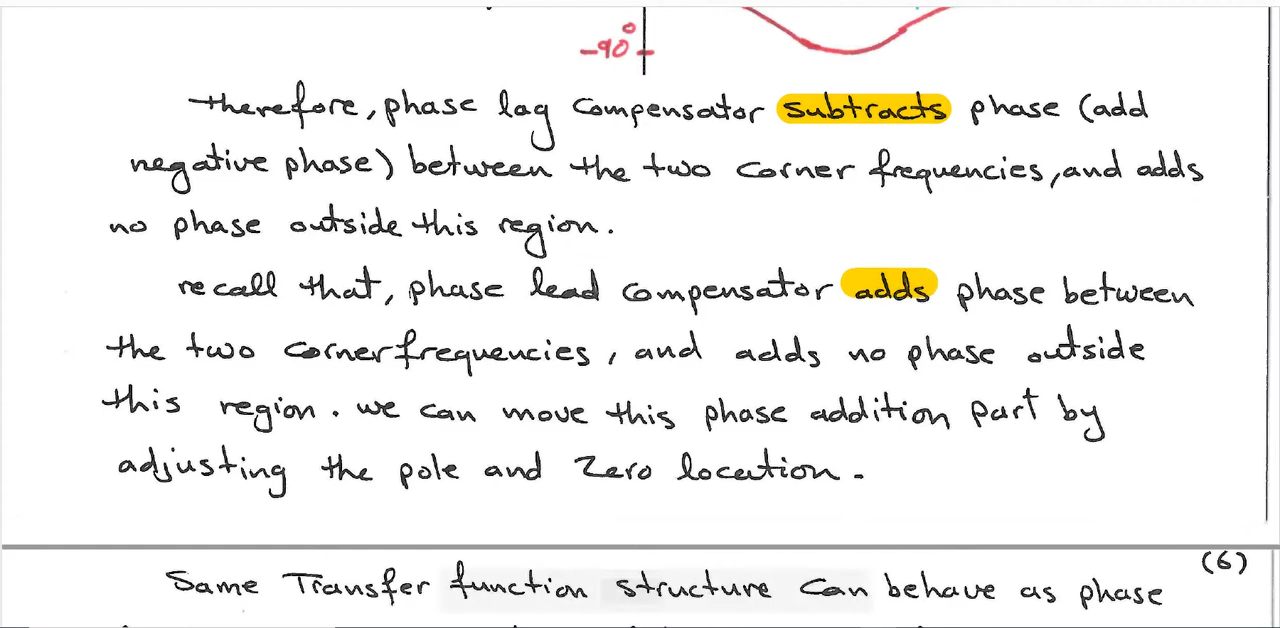 -90°
therefore, phase lag compensator subtracts phase (add
negative phase) between the two corner frequencies, and adds
no phase outside this region.
recall that, phase lead compensator adds phase between
the two corner frequencies, and adds no phase outside
this region. we can move this phase addition part by
adjusting the pole and zero location.
(6)
Same Transfer function structure can behave as phase